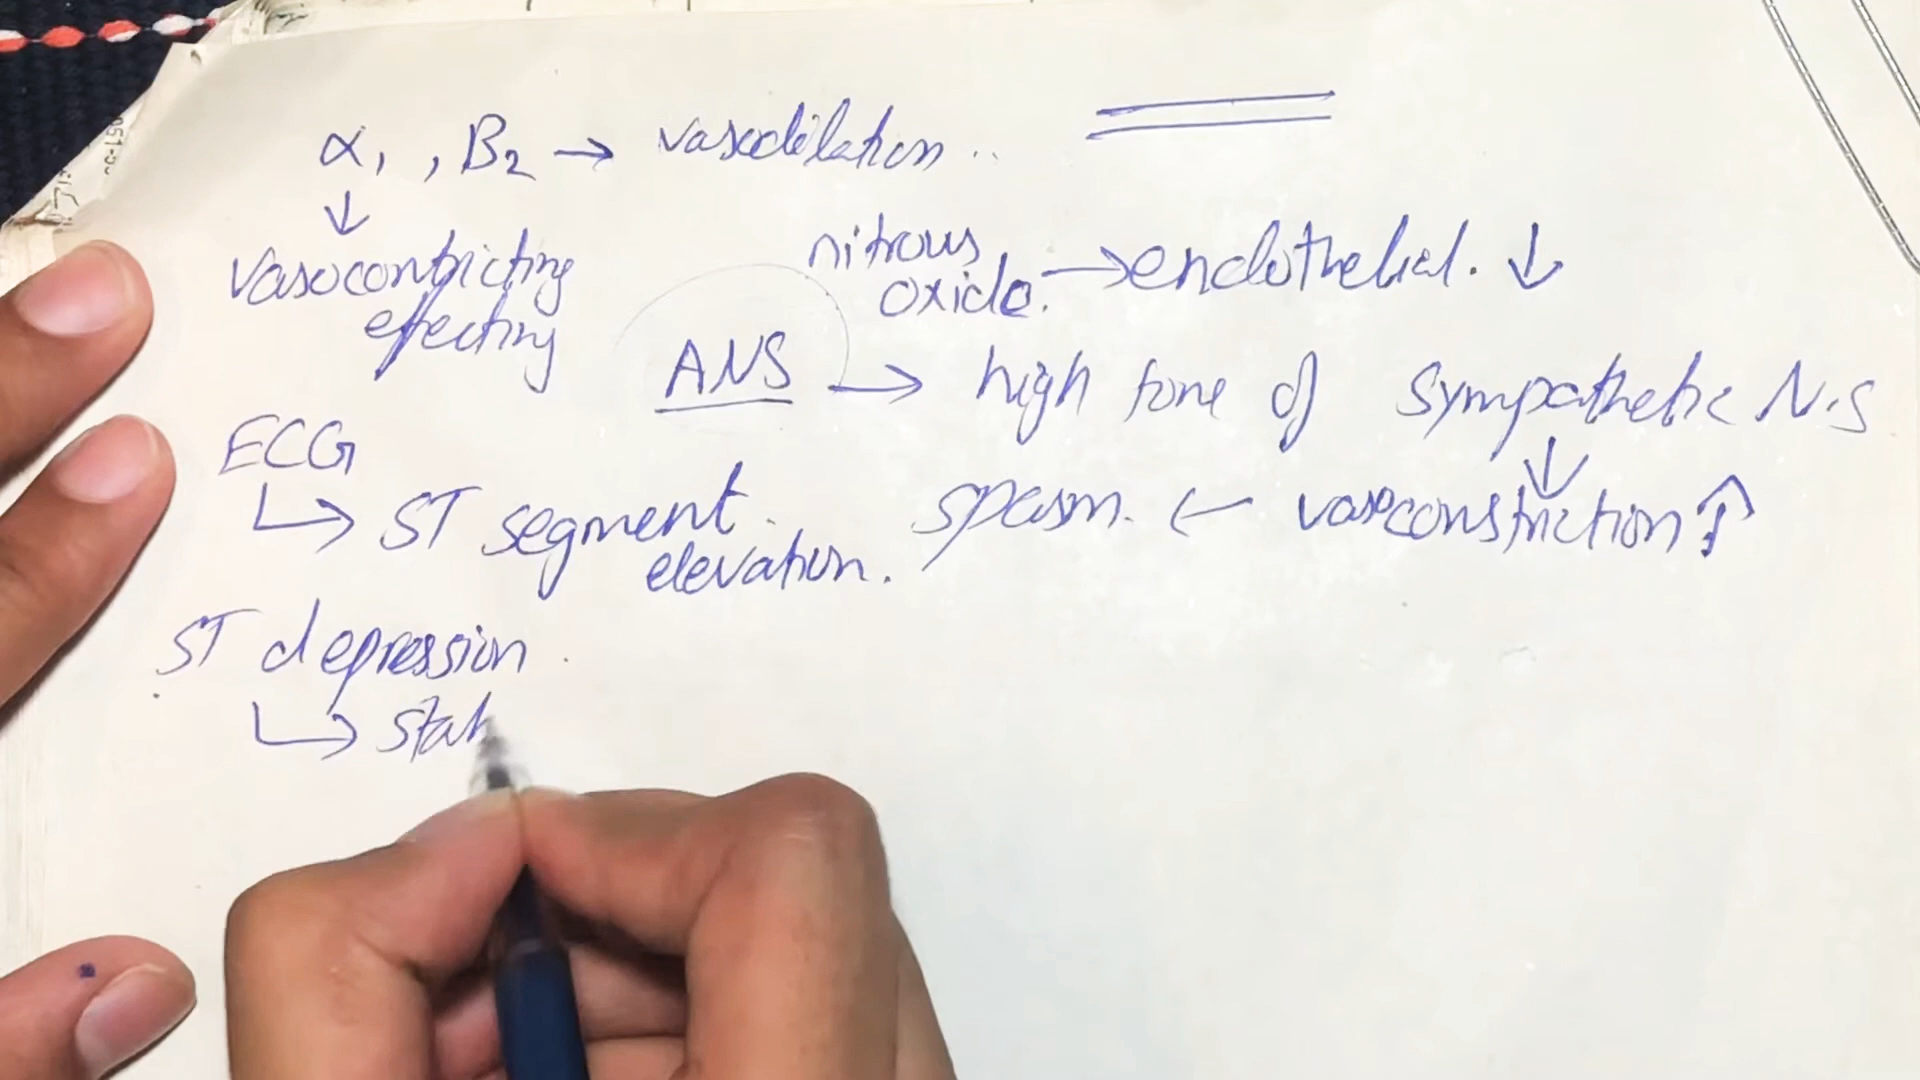 α1, B2 → vasodilation..
↓
vasocontricting
effecting
nitrous
oxide. → endothelial. ↓
ANS → high tone of sympathetic N.S
↓
spasm. ← vasoconstriction ↑
ECG
↳ ST segment
elevation.
ST depression.
↳ stab